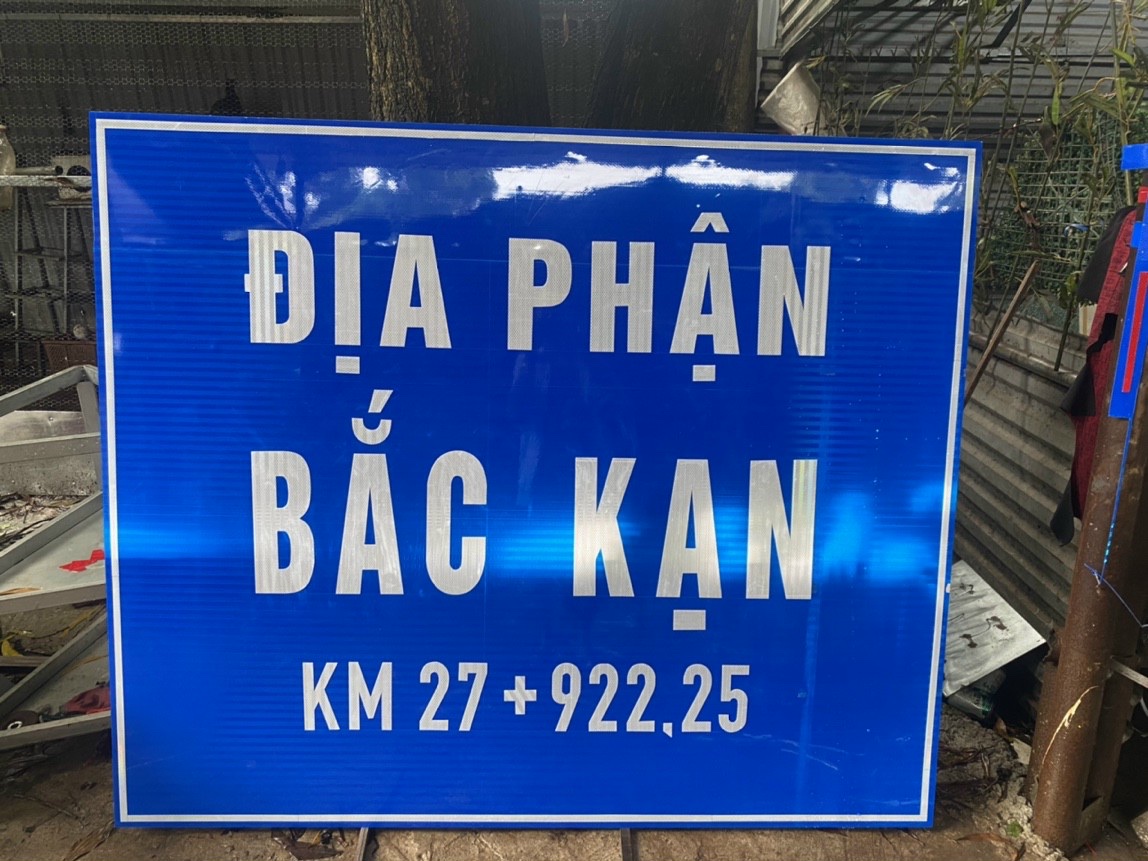 ĐỊA PHẬN
BẮC KẠN
KM 27+922,25